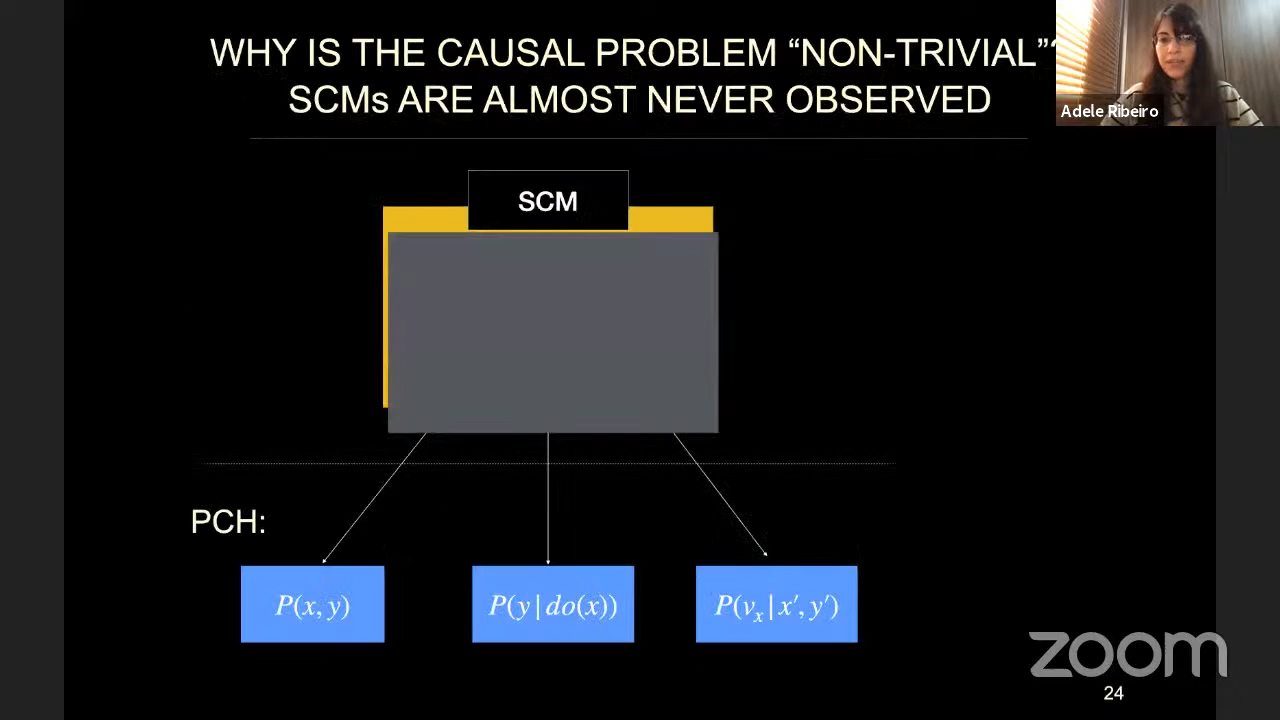 WHY IS THE CAUSAL PROBLEM “NON-TRIVIAL”?
SCMs ARE ALMOST NEVER OBSERVED
Adele Ribeiro
SCM
PCH:
P(x, y)
P(y | do(x))
P(vₓ | x′, y′)
zoom
24